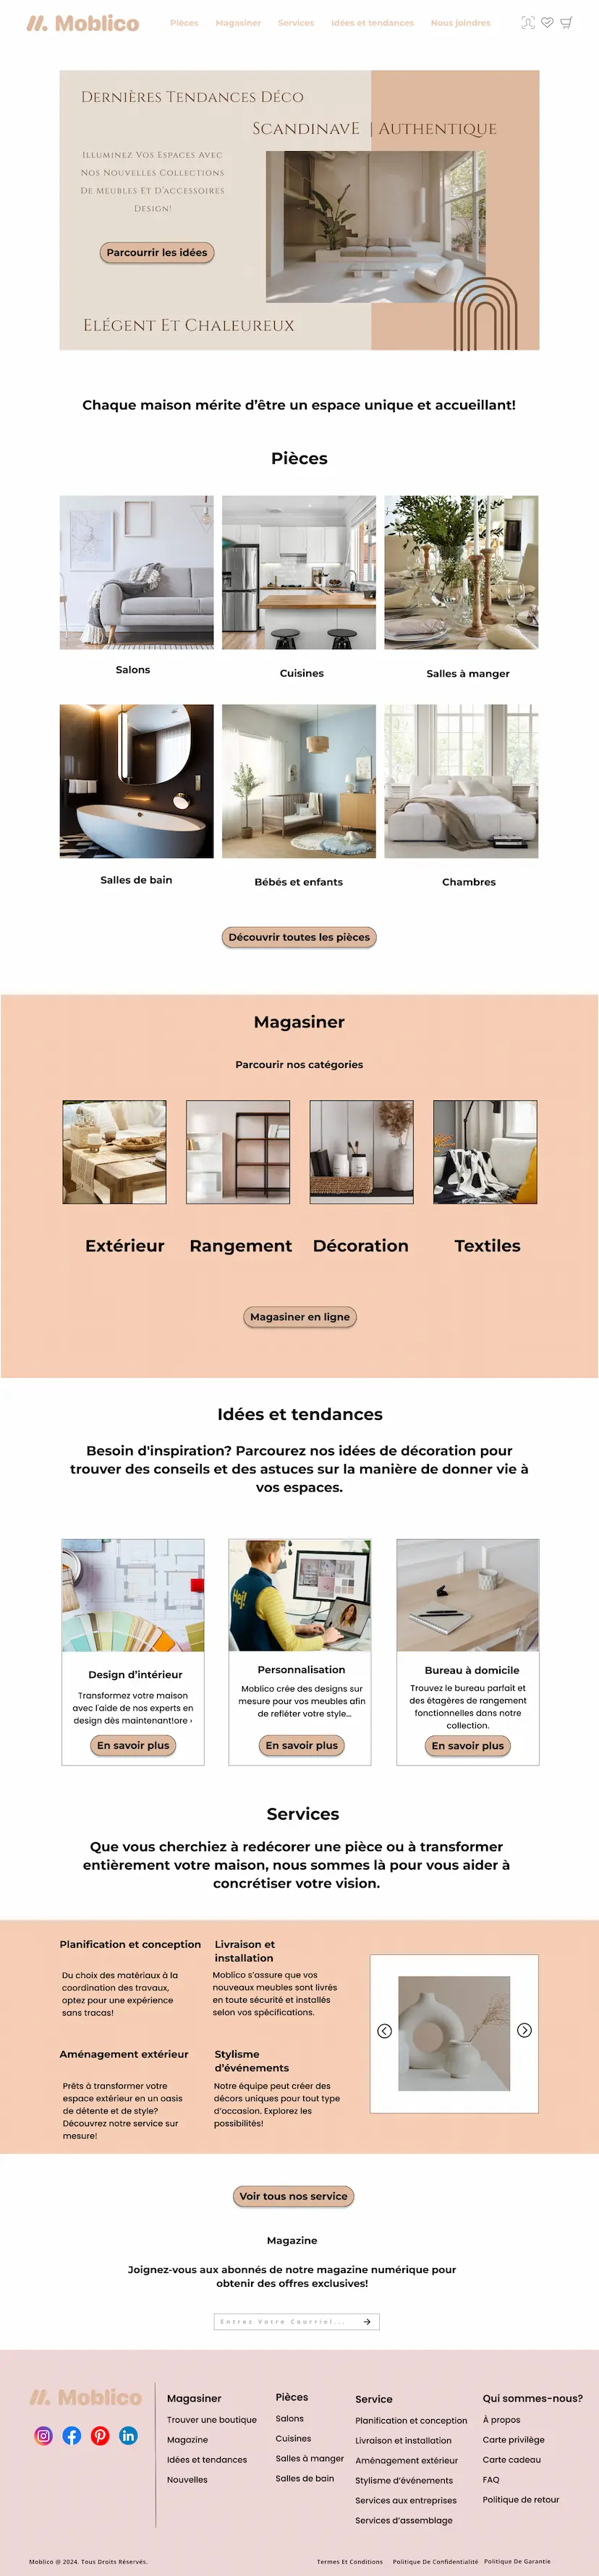 Moblico
Pièces Magasiner Services Idées et tendances Nous joindres
Dernières Tendances Déco
ScandinavE | Authentique
Illuminez Vos Espaces Avec
Nos Nouvelles Collections
De Meubles Et D'accessoires
Design!
Parcourrir les idées
Elégent Et Chaleureux
Chaque maison mérite d'être un espace unique et accueillant!
Pièces
Salons
Cuisines
Salles à manger
Salles de bain
Bébés et enfants
Chambres
Découvrir toutes les pièces
Magasiner
Parcourir nos catégories
Extérieur
Rangement
Décoration
Textiles
Magasiner en ligne
Idées et tendances
Besoin d'inspiration? Parcourez nos idées de décoration pour
trouver des conseils et des astuces sur la manière de donner vie à
vos espaces.
Hej!
Design d'intérieur
Transformez votre maison
avec l'aide de nos experts en
design dès maintenant!ore ›
En savoir plus
Personnalisation
Moblico crée des designs sur
mesure pour vos meubles afin
de refléter votre style...
En savoir plus
Bureau à domicile
Trouvez le bureau parfait et
des étagères de rangement
fonctionnelles dans notre
collection.
En savoir plus
Services
Que vous cherchiez à redécorer une pièce ou à transformer
entièrement votre maison, nous sommes là pour vous aider à
concrétiser votre vision.
Planification et conception
Du choix des matériaux à la
coordination des travaux,
optez pour une expérience
sans tracas!
Livraison et
installation
Moblico s'assure que vos
nouveaux meubles sont livrés
en toute sécurité et installés
selon vos spécifications.
Aménagement extérieur
Prêts à transformer votre
espace extérieur en un oasis
de détente et de style?
Découvrez notre service sur
mesure!
Stylisme
d'événements
Notre équipe peut créer des
décors uniques pour tout type
d'occasion. Explorez les
possibilités!
Voir tous nos service
Magazine
Joignez-vous aux abonnés de notre magazine numérique pour
obtenir des offres exclusives!
Entrez Votre Courriel...
Moblico
Magasiner
Trouver une boutique
Magazine
Idées et tendances
Nouvelles
Pièces
Salons
Cuisines
Salles à manger
Salles de bain
Service
Planification et conception
Livraison et installation
Aménagement extérieur
Stylisme d'événements
Services aux entreprises
Services d'assemblage
Qui sommes-nous?
À propos
Carte privilège
Carte cadeau
FAQ
Politique de retour
Moblico @ 2024. Tous Droits Réservés.
Termes Et Conditions Politique De Confidentialité Politique De Garantie